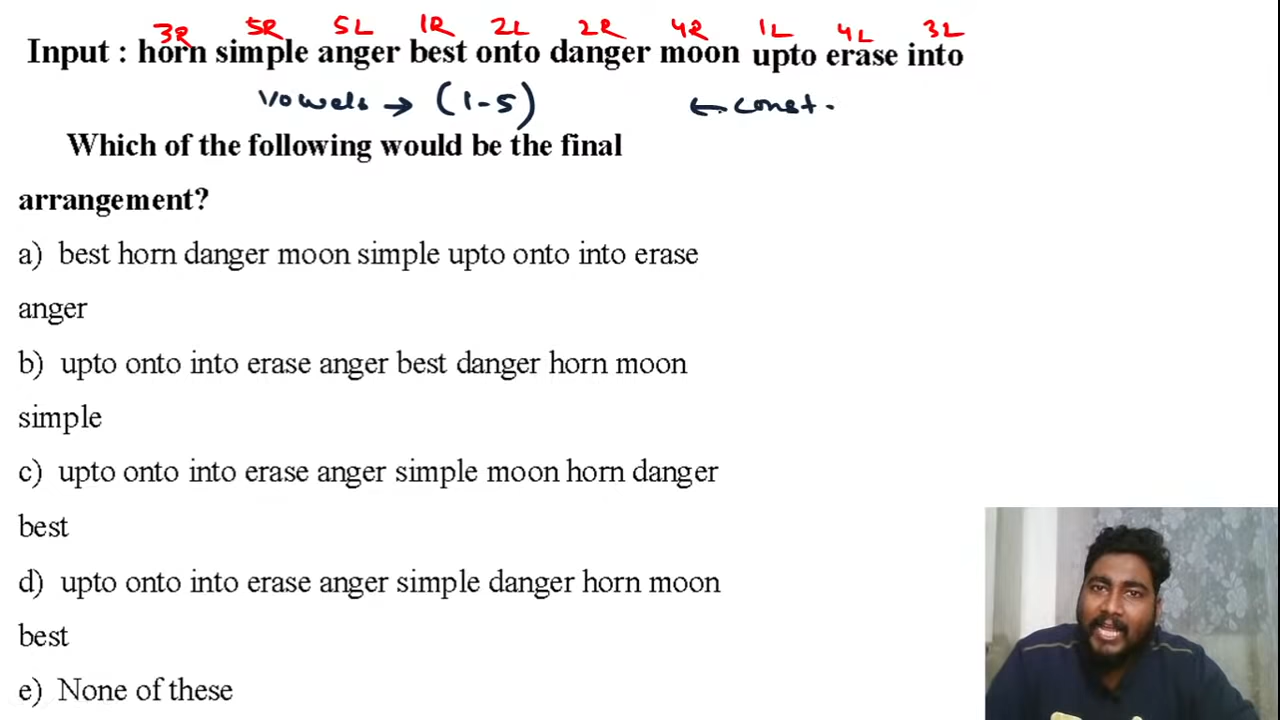 3R 5R 5L 1R 2L 2R 4R 1L 4L 3L
Input : horn simple anger best onto danger moon upto erase into
Vowels → (1-5) ← const.
Which of the following would be the final
arrangement?
a) best horn danger moon simple upto onto into erase
anger
b) upto onto into erase anger best danger horn moon
simple
c) upto onto into erase anger simple moon horn danger
best
d) upto onto into erase anger simple danger horn moon
best
e) None of these